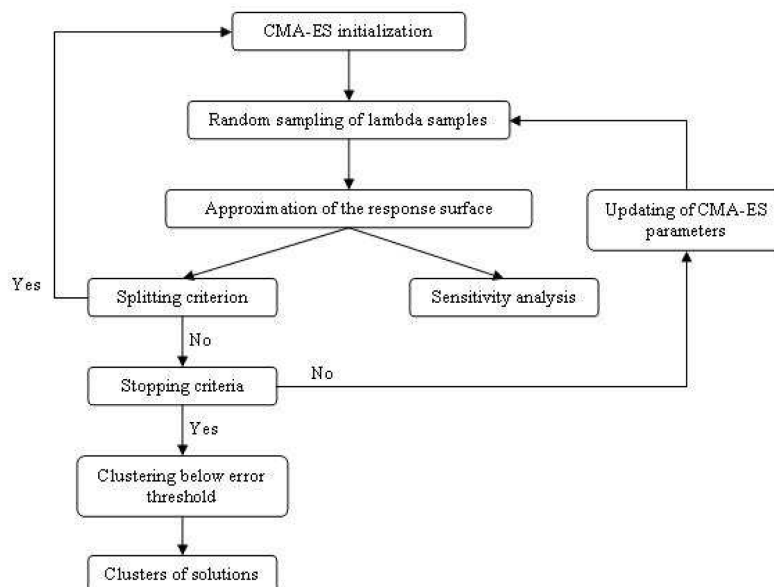 CMA-ES initialization
Random sampling of lambda samples
Approximation of the response surface
Updating of CMA-ES
parameters
Yes
Splitting criterion
Sensitivity analysis
No
Stopping criteria
No
Yes
Clustering below error
threshold
Clusters of solutions